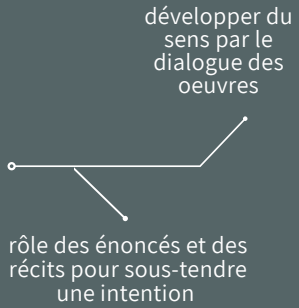 développer du
sens par le
dialogue des
oeuvres
rôle des énoncés et des
récits pour sous-tendre
une intention